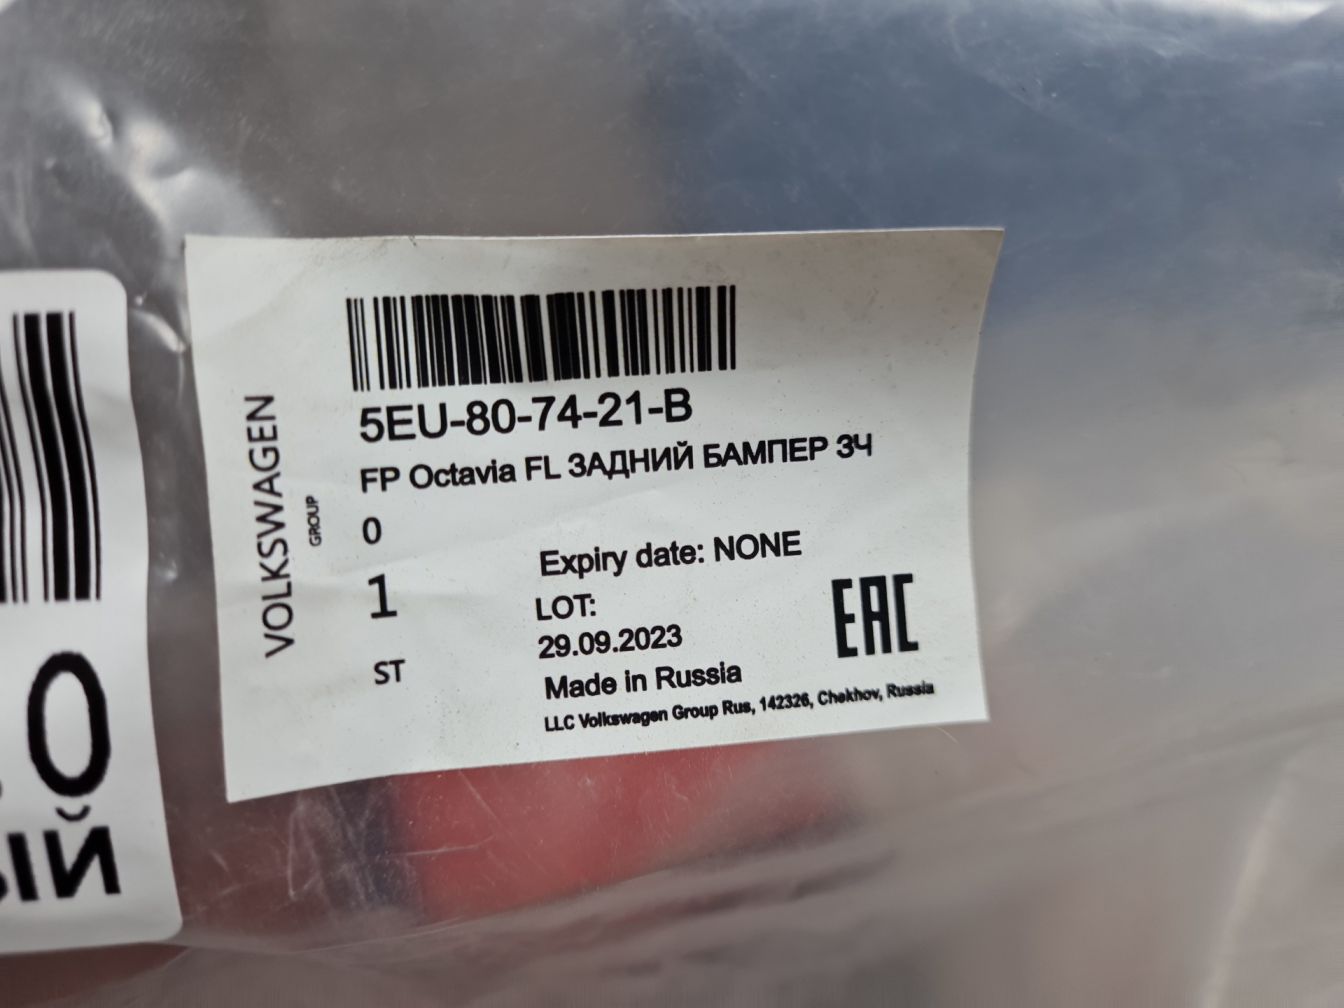 VOLKSWAGEN
GROUP
5EU-80-74-21-B
FP Octavia FL ЗАДНИЙ БАМПЕР ЗЧ
0
1
ST
Expiry date: NONE
LOT:
29.09.2023
Made in Russia
LLC Volkswagen Group Rus, 142326, Chekhov, Russia
EAC
0
ый